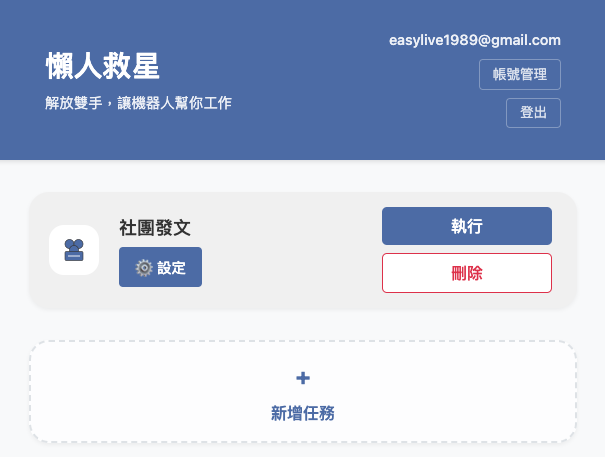 懶人救星
解放雙手，讓機器人幫你工作
easylive1989@gmail.com
帳號管理
登出
社團發文
設定
執行
刪除
+
新增任務